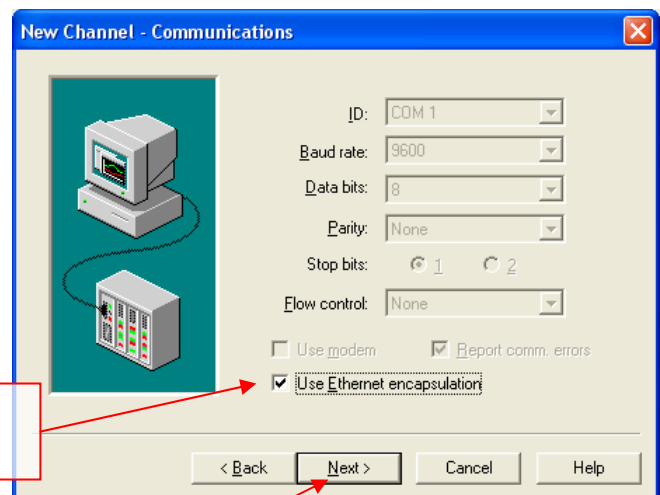 New Channel - Communications
ID: COM 1
Baud rate: 9600
Data bits: 8
Parity: None
Stop bits: 1 2
Flow control: None
Use modem Report comm. errors
Use Ethernet encapsulation
< Back Next > Cancel Help